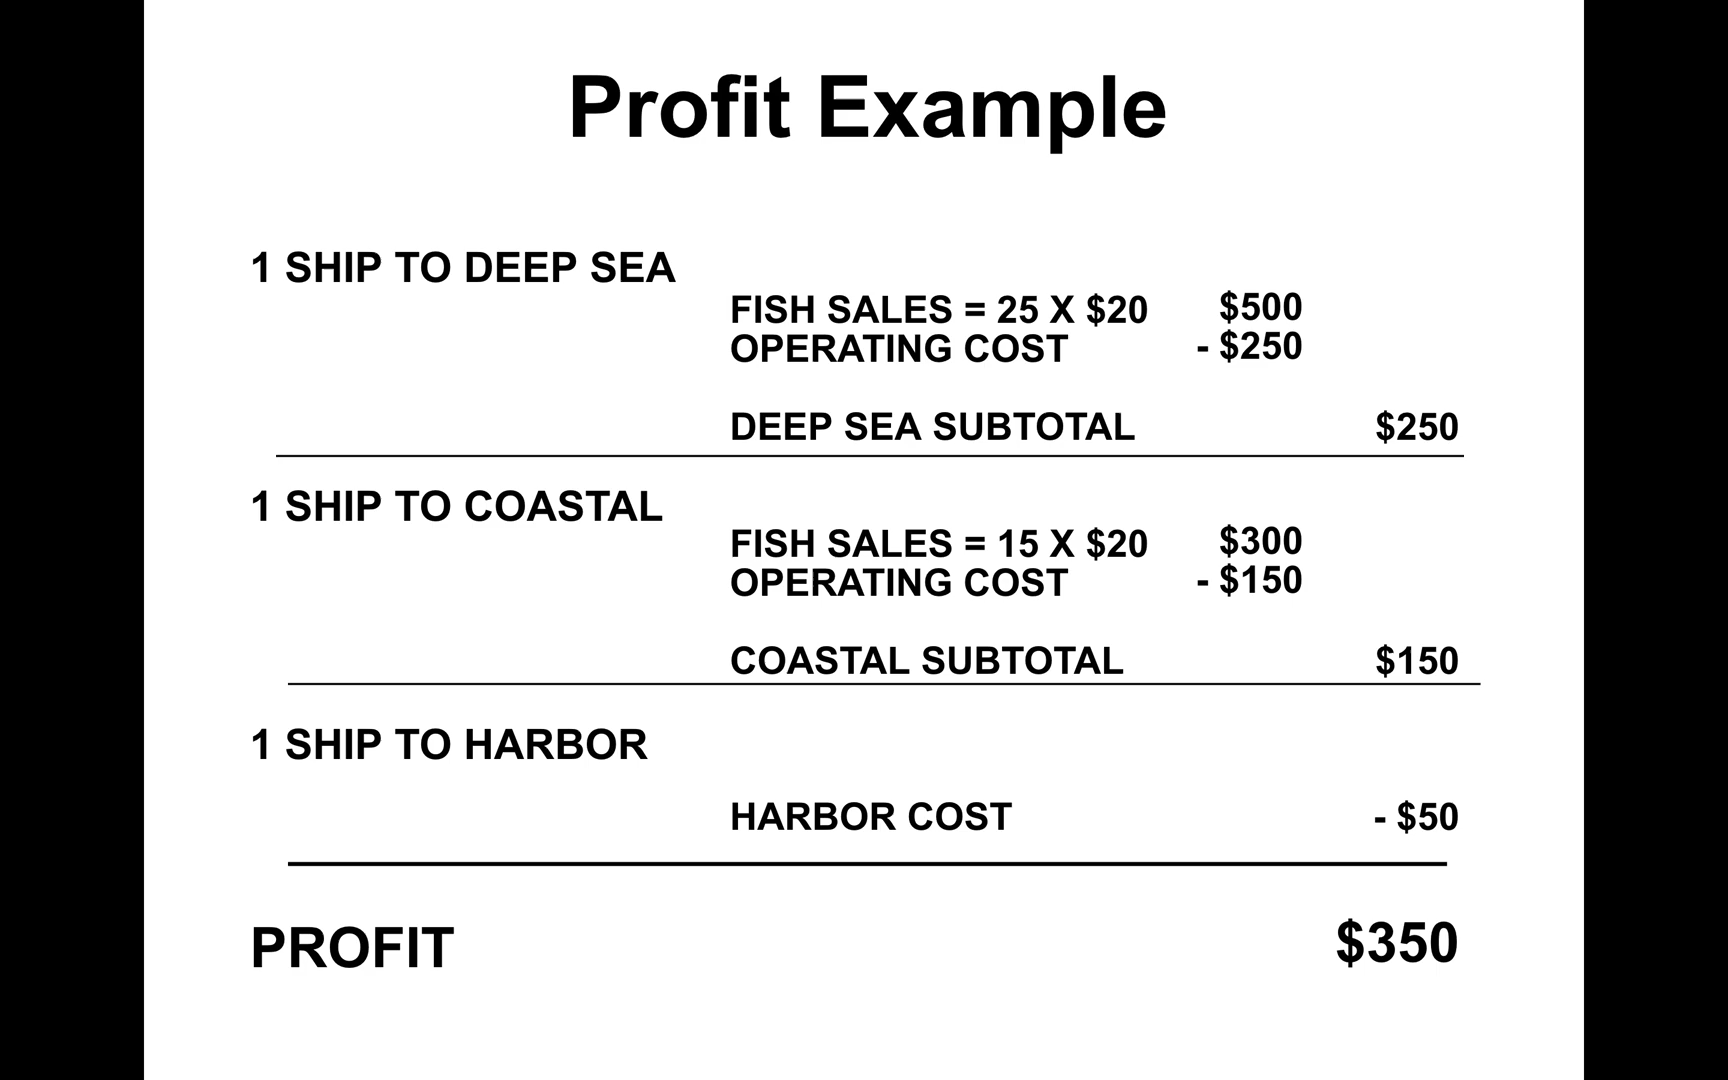 Profit Example
1 SHIP TO DEEP SEA
FISH SALES = 25 X $20 $500
OPERATING COST - $250
DEEP SEA SUBTOTAL $250
1 SHIP TO COASTAL
FISH SALES = 15 X $20 $300
OPERATING COST - $150
COASTAL SUBTOTAL $150
1 SHIP TO HARBOR
HARBOR COST - $50
PROFIT $350